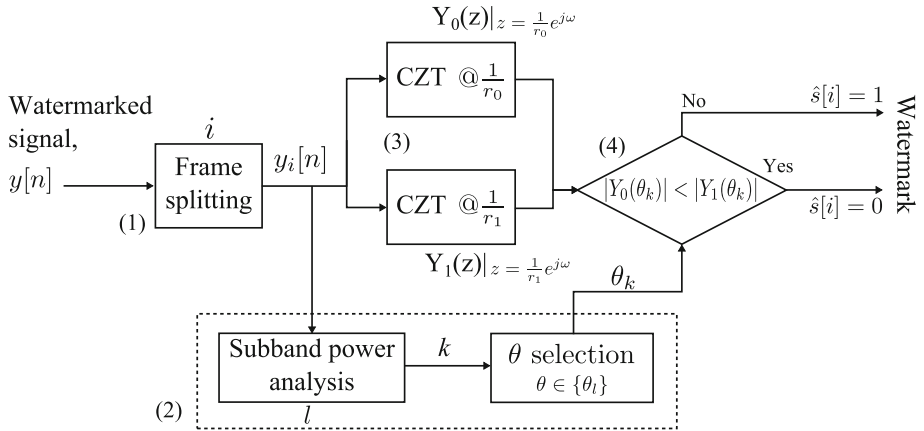 Y₀(z)|z = 1/r₀ e^{jω}
CZT @ 1/r₀
Watermarked
signal,
y[n]
i
Frame
splitting
(1)
yᵢ[n]
(3)
CZT @ 1/r₁
Y₁(z)|z = 1/r₁ e^{jω}
(4)
|Y₀(θₖ)| < |Y₁(θₖ)|
No
ŝ[i] = 1
Yes
ŝ[i] = 0
Watermark
θₖ
Subband power
analysis
l
k
θ selection
θ ∈ {θₗ}
(2)